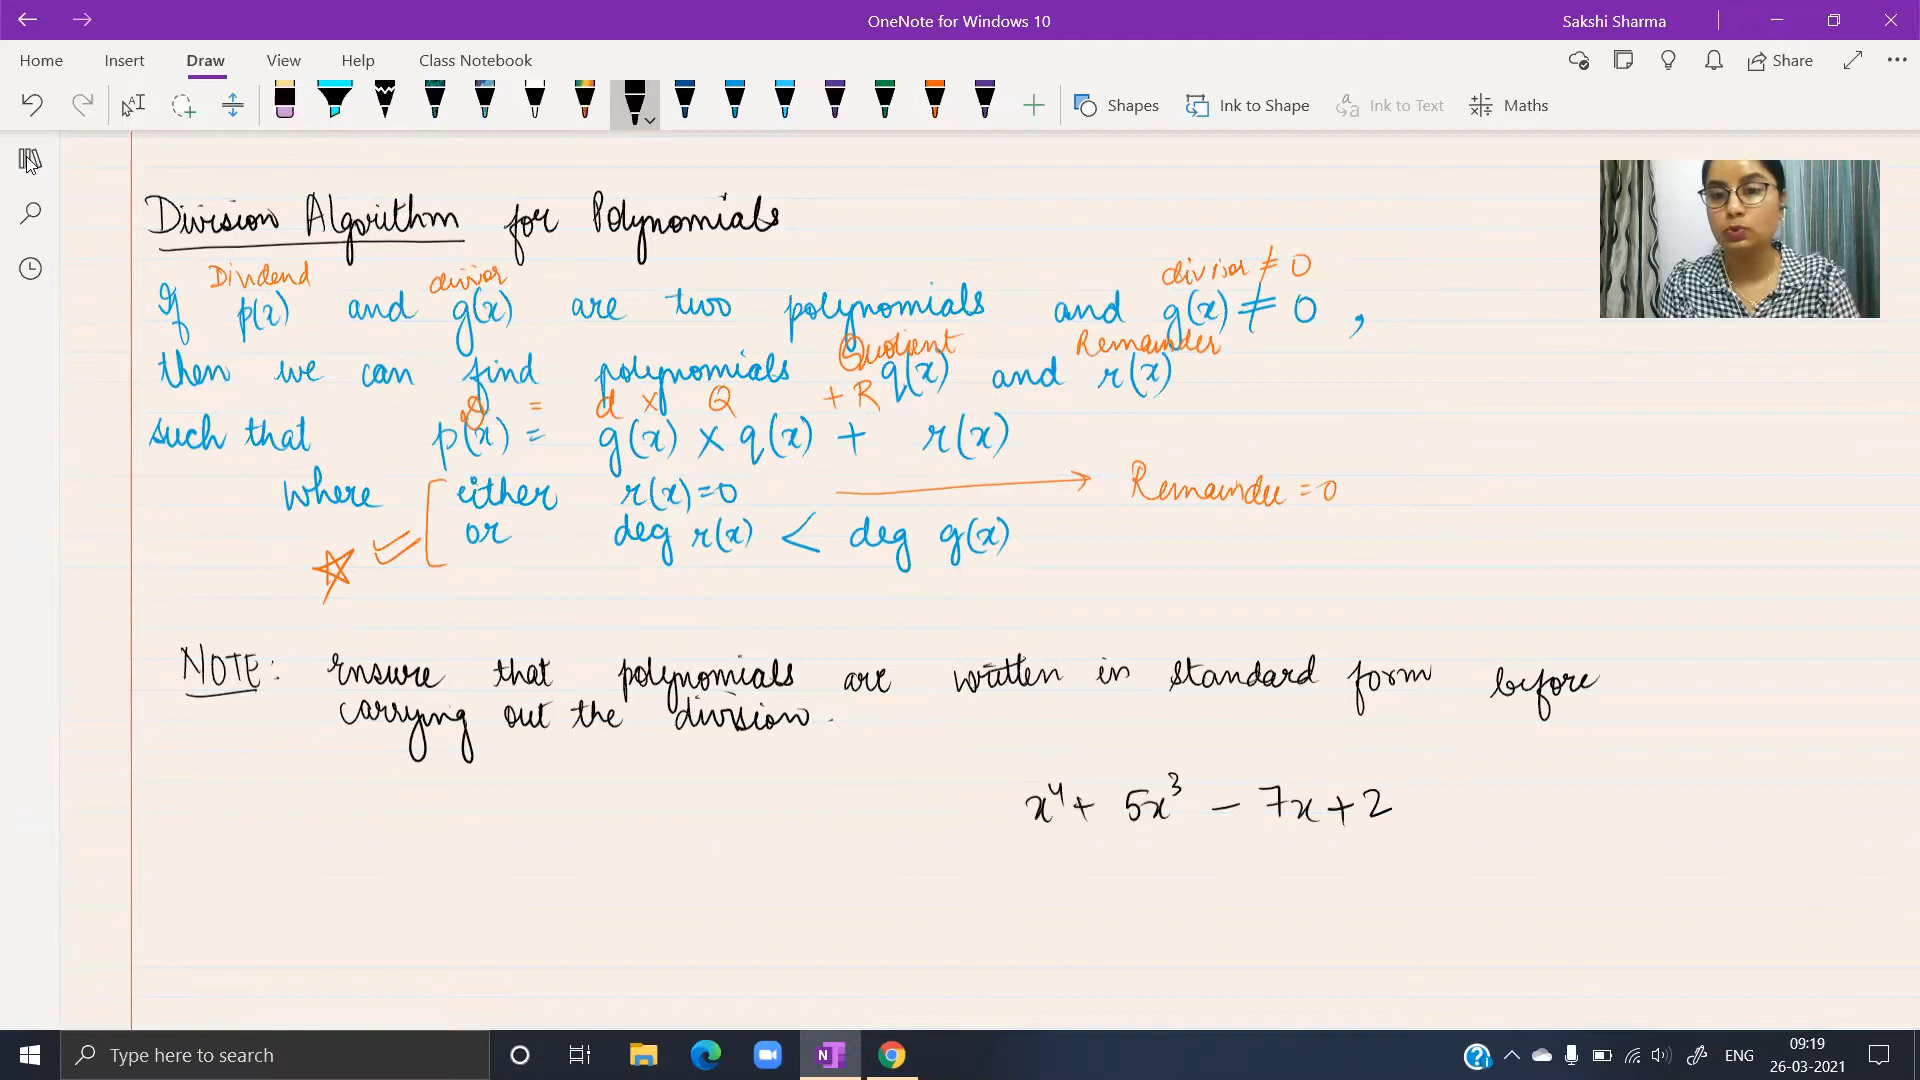 OneNote for Windows 10
Sakshi Sharma
Home Insert Draw View Help Class Notebook
Share
Shapes Ink to Shape Ink to Text Maths
Division Algorithm for Polynomials
Dividend divisor divisor ≠ 0
If p(x) and g(x) are two polynomials and g(x) ≠ 0 ,
Quotient Remainder
then we can find polynomials q(x) and r(x)
D = d x Q + R
such that p(x) = g(x) × q(x) + r(x)
where either r(x)=0 → Remainder = 0
or deg r(x) < deg g(x)
NOTE: Ensure that polynomials are written in standard form before
carrying out the division.
x⁴ + 5x³ - 7x + 2
Type here to search
ENG
09:19
26-03-2021